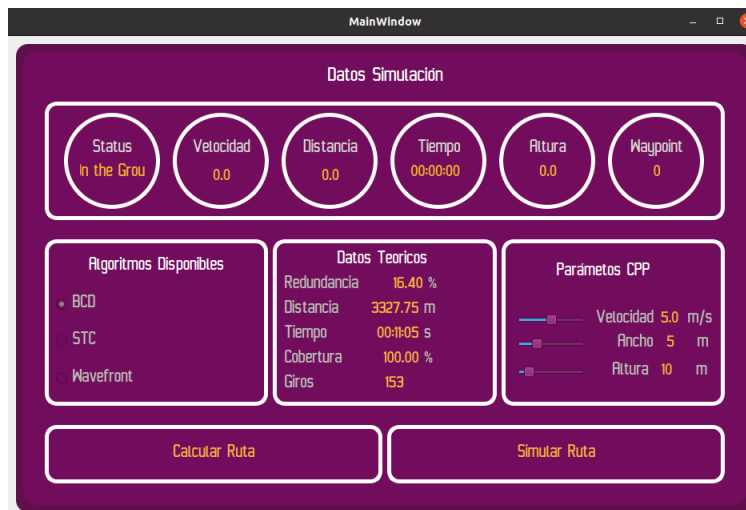 MainWindow
Datos Simulación
Status Velocidad Distancia Tiempo Altura Waypoint
In the Grou 0.0 0.0 00:00:00 0.0 0
Algoritmos Disponibles
BCD
STC
Wavefront
Datos Teoricos
Redundancia 16.40 %
Distancia 3327.75 m
Tiempo 00:11:05 s
Cobertura 100.00 %
Giros 153
Parámetos CPP
Velocidad 5.0 m/s
Ancho 5 m
Altura 10 m
Calcular Ruta
Simular Ruta